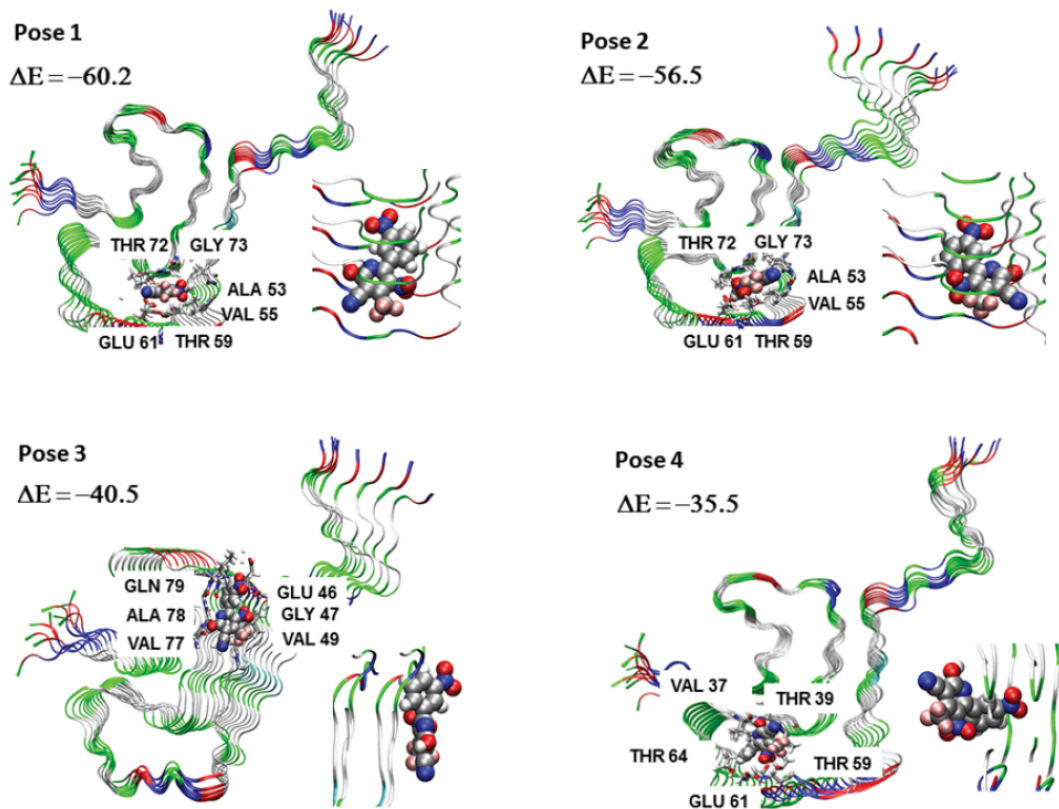 Pose 1
ΔE = −60.2
THR 72 GLY 73
ALA 53
VAL 55
GLU 61 THR 59
Pose 2
ΔE = −56.5
THR 72 GLY 73
ALA 53
VAL 55
GLU 61 THR 59
Pose 3
ΔE = −40.5
GLN 79 GLU 46
ALA 78 GLY 47
VAL 77 VAL 49
Pose 4
ΔE = −35.5
VAL 37 THR 39
THR 64 THR 59
GLU 61